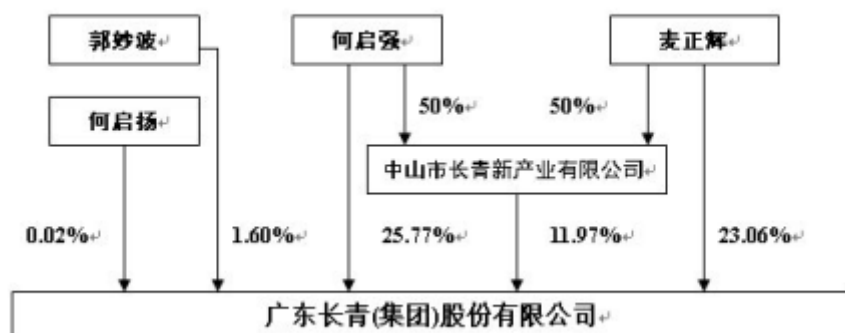 郭妙波
何启强
麦正辉
何启扬
50%
50%
中山市长青新产业有限公司
0.02%
1.60%
25.77%
11.97%
23.06%
广东长青(集团)股份有限公司